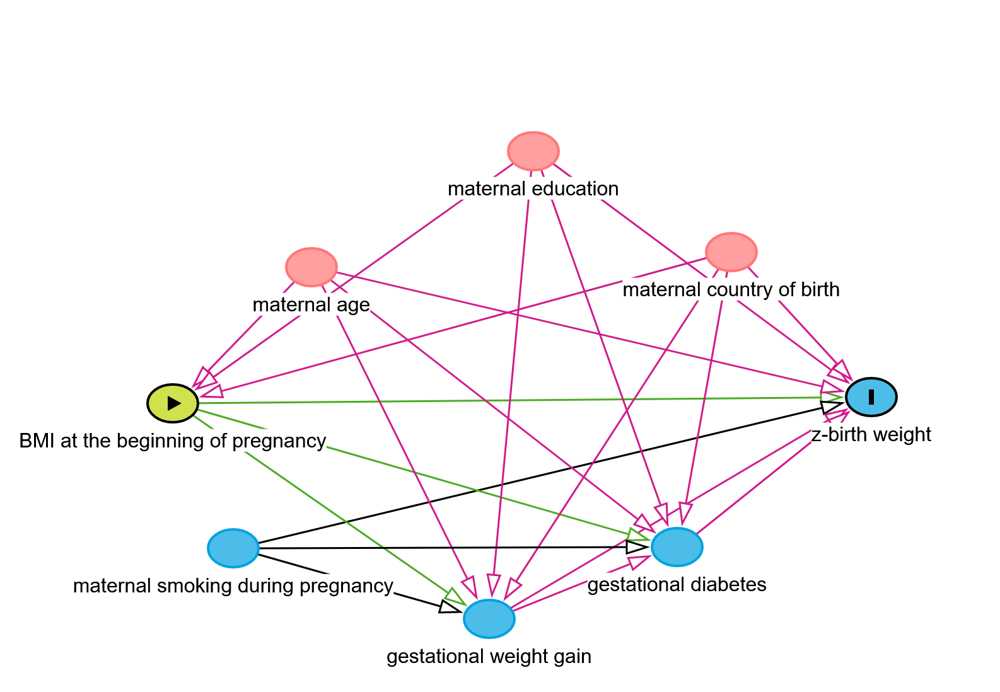 maternal education
maternal country of birth
maternal age
z-birth weight
BMI at the beginning of pregnancy
gestational diabetes
maternal smoking during pregnancy
gestational weight gain